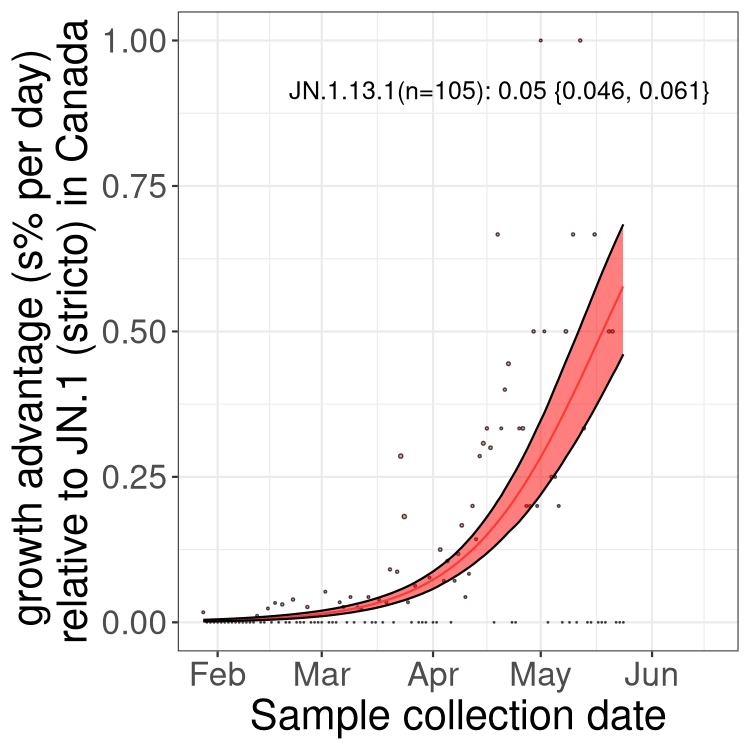 growth advantage (s% per day)
relative to JN.1 (stricto) in Canada
1.00
0.75
0.50
0.25
0.00
JN.1.13.1(n=105): 0.05 {0.046, 0.061}
Feb Mar Apr May Jun
Sample collection date